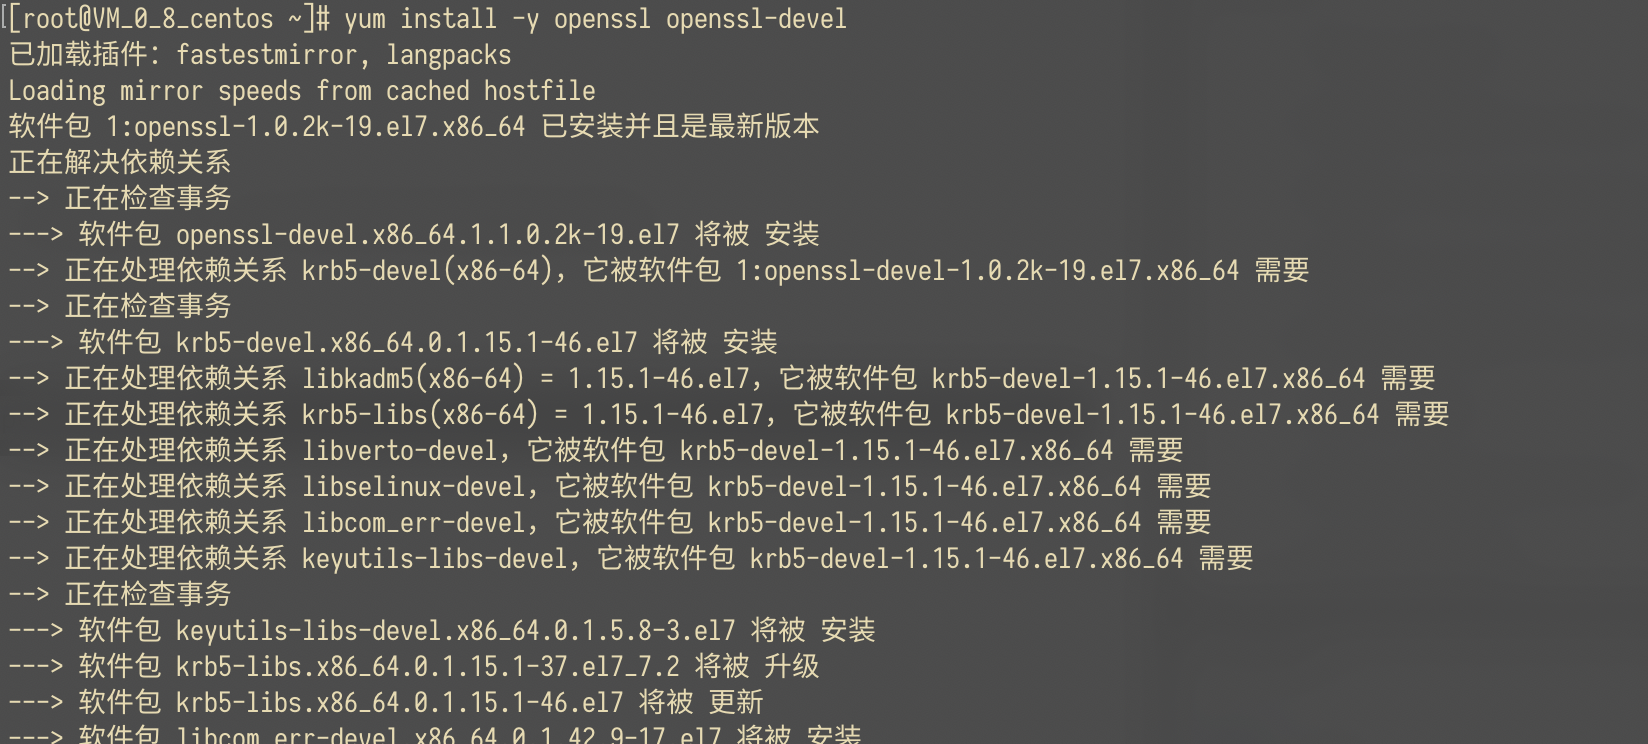 [[root@VM_0_8_centos ~]# yum install -y openssl openssl-devel
已加载插件：fastestmirror, langpacks
Loading mirror speeds from cached hostfile
软件包 1:openssl-1.0.2k-19.el7.x86_64 已安装并且是最新版本
正在解决依赖关系
--> 正在检查事务
---> 软件包 openssl-devel.x86_64.1.1.0.2k-19.el7 将被 安装
--> 正在处理依赖关系 krb5-devel(x86-64)，它被软件包 1:openssl-devel-1.0.2k-19.el7.x86_64 需要
--> 正在检查事务
---> 软件包 krb5-devel.x86_64.0.1.15.1-46.el7 将被 安装
--> 正在处理依赖关系 libkadm5(x86-64) = 1.15.1-46.el7，它被软件包 krb5-devel-1.15.1-46.el7.x86_64 需要
--> 正在处理依赖关系 krb5-libs(x86-64) = 1.15.1-46.el7，它被软件包 krb5-devel-1.15.1-46.el7.x86_64 需要
--> 正在处理依赖关系 libverto-devel，它被软件包 krb5-devel-1.15.1-46.el7.x86_64 需要
--> 正在处理依赖关系 libselinux-devel，它被软件包 krb5-devel-1.15.1-46.el7.x86_64 需要
--> 正在处理依赖关系 libcom_err-devel，它被软件包 krb5-devel-1.15.1-46.el7.x86_64 需要
--> 正在处理依赖关系 keyutils-libs-devel，它被软件包 krb5-devel-1.15.1-46.el7.x86_64 需要
--> 正在检查事务
---> 软件包 keyutils-libs-devel.x86_64.0.1.5.8-3.el7 将被 安装
---> 软件包 krb5-libs.x86_64.0.1.15.1-37.el7_7.2 将被 升级
---> 软件包 krb5-libs.x86_64.0.1.15.1-46.el7 将被 更新
---> 软件包 libcom_err-devel.x86_64.0.1.42.9-17.el7 将被 安装